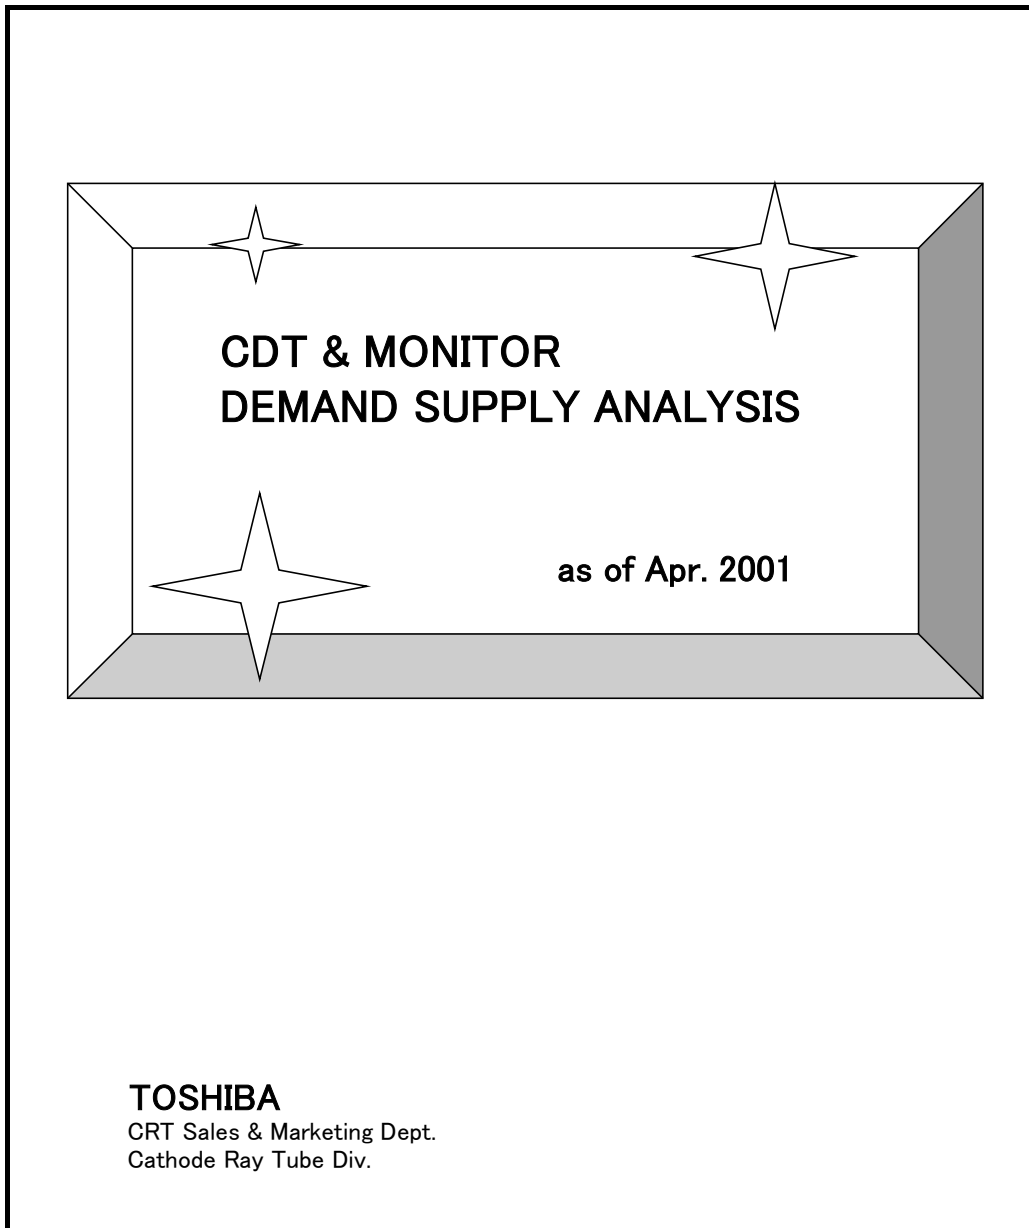 CDT & MONITOR
DEMAND SUPPLY ANALYSIS
as of Apr. 2001
TOSHIBA
CRT Sales & Marketing Dept.
Cathode Ray Tube Div.